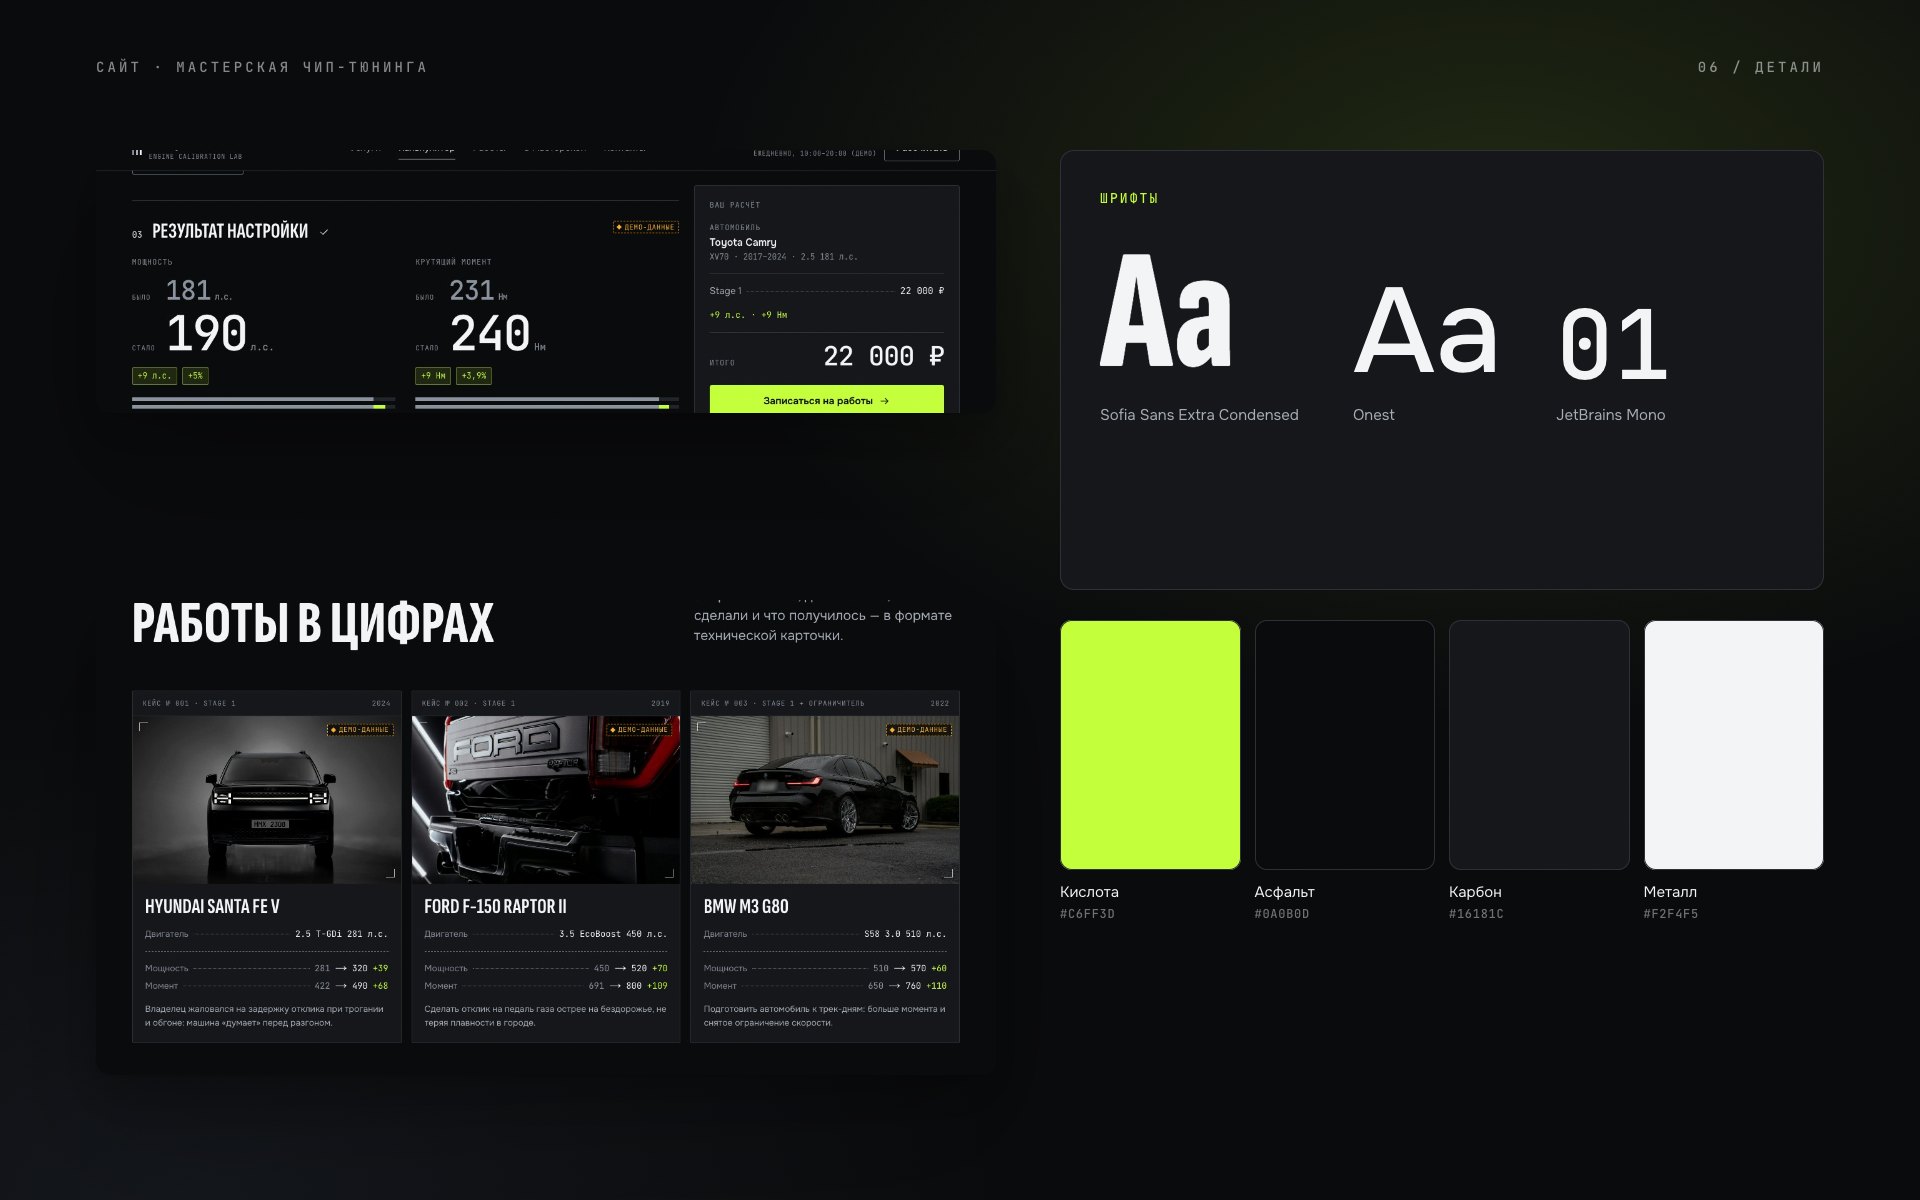 САЙТ · МАСТЕРСКАЯ ЧИП-ТЮНИНГА
06 / ДЕТАЛИ
ENGINE CALIBRATION LAB
ЕЖЕДНЕВНО, 10:00–20:00 (ДЕМО)
03 РЕЗУЛЬТАТ НАСТРОЙКИ ✓
ДЕМО-ДАННЫЕ
МОЩНОСТЬ
БЫЛО 181 л.с.
СТАЛО 190 л.с.
+9 л.с. +5%
КРУТЯЩИЙ МОМЕНТ
БЫЛО 231 Нм
СТАЛО 240 Нм
+9 Нм +3,9%
ВАШ РАСЧЁТ
АВТОМОБИЛЬ
Toyota Camry
XV70 · 2017–2024 · 2.5 181 л.с.
Stage 1 22 000 ₽
+9 л.с. · +9 Нм
ИТОГО 22 000 ₽
Записаться на работы →
РАБОТЫ В ЦИФРАХ
сделали и что получилось — в формате
технической карточки.
КЕЙС № 001 · STAGE 1 2024
ДЕМО-ДАННЫЕ
HYUNDAI SANTA FE V
Двигатель 2.5 T-GDi 281 л.с.
Мощность 281 → 320 +39
Момент 422 → 490 +68
Владелец жаловался на задержку отклика при трогании
и обгоне: машина «думает» перед разгоном.
КЕЙС № 002 · STAGE 1 2019
FORD
ДЕМО-ДАННЫЕ
FORD F-150 RAPTOR II
Двигатель 3.5 EcoBoost 450 л.с.
Мощность 450 → 520 +70
Момент 691 → 800 +109
Сделать отклик на педаль газа острее на бездорожье, не
теряя плавности в городе.
КЕЙС № 003 · STAGE 1 + ОГРАНИЧИТЕЛЬ 2022
ДЕМО-ДАННЫЕ
BMW M3 G80
Двигатель S58 3.0 510 л.с.
Мощность 510 → 570 +60
Момент 650 → 760 +110
Подготовить автомобиль к трек-дням: больше момента и
снятое ограничение скорости.
ШРИФТЫ
Aa Aa 01
Sofia Sans Extra Condensed Onest JetBrains Mono
Кислота
#C6FF3D
Асфальт
#0A0B0D
Карбон
#16181C
Металл
#F2F4F5